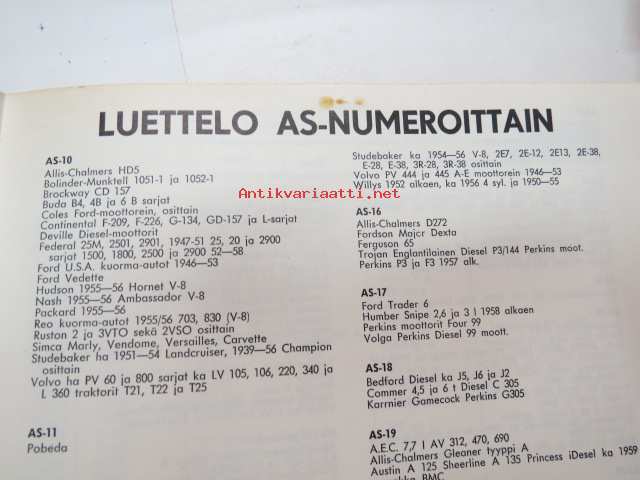 LUETTELO AS-NUMEROITTAIN
AS-10
Allis-Chalmers HD5
Bolinder-Munktell 1051-1 ja 1052-1
Brockway CD 157
Buda B4, 4B ja 6 B sarjat
Coles Ford-moottorein, osittain
Continental F-209, F-226, G-134, GD-157 ja L-sarjat
Deville Diesel-moottorit
Federal 25M, 2501, 2901, 1947-51 25, 20 ja 2900
sarjat 1500, 1800, 2500 ja 2900 52—58
Ford U.S.A. kuorma-autot 1946—53
Ford Vedette
Hudson 1955—56 Hornet V-8
Nash 1955—56 Ambassador V-8
Packard 1955—56
Reo kuorma-autot 1955/56 703, 830 (V-8)
Ruston 2 ja 3VTO sekä 2VSO osittain
Simca Marly, Vendome, Versailles, Carvette
Studebaker ha 1951—54 Landcruiser, 1939—56 Champion
osittain
Volvo ha PV 60 ja 800 sarjat ka LV 105, 106, 220, 340 ja
L 360 traktorit T21, T22 ja T25
AS-11
Pobeda
Studebaker ka 1954—56 V-8, 2E7, 2E-12, 2E13, 2E-38,
E-28, E-38, 3R-28, 3R-38 osittain
Volvo PV 444 ja 445 A-E moottorein 1946—53
Willys 1952 alkaen, ka 1956 4 syl. ja 1950—55
AS-16
Allis-Chalmers D272
Fordson Majcr Dexta
Ferguson 65
Trojan Englantilainen Diesel P3/144 Perkins moot.
Perkins P3 ja F3 1957 alk.
AS-17
Ford Trader 6
Humber Snipe 2,6 ja 3 l 1958 alkaen
Perkins moottorit Four 99
Volga Perkins Diesel 99 moott.
AS-18
Bedford Diesel ka J5, J6 ja J2
Commer 4,5 ja 6 t Diesel C 305
Karrnier Gamecock Perkins G305
AS-19
A.E.C. 7,7 l AV 312, 470, 690
Allis-Chalmers Gleaner tyyppi A
Austin A 125 Sheerline A 135 Princess iDiesel ka 1959
BMC
Antikvariaatti.net